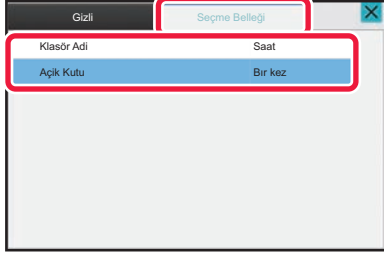 Gizli Seçme Belleği
Klasör Adi Saat
Açik Kutu Bır kez